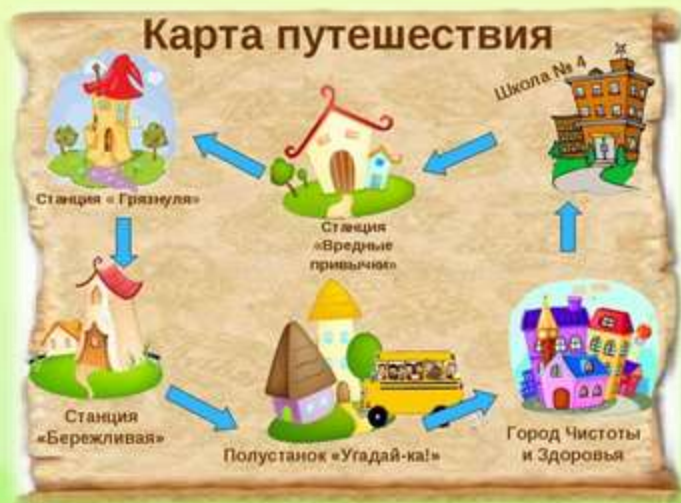 Карта путешествия
Школа № 4
Станция « Грязнуля»
Станция
«Вредные
привычки»
Станция
«Бережливая»
Полустанок «Угадай-ка!»
Город Чистоты
и Здоровья